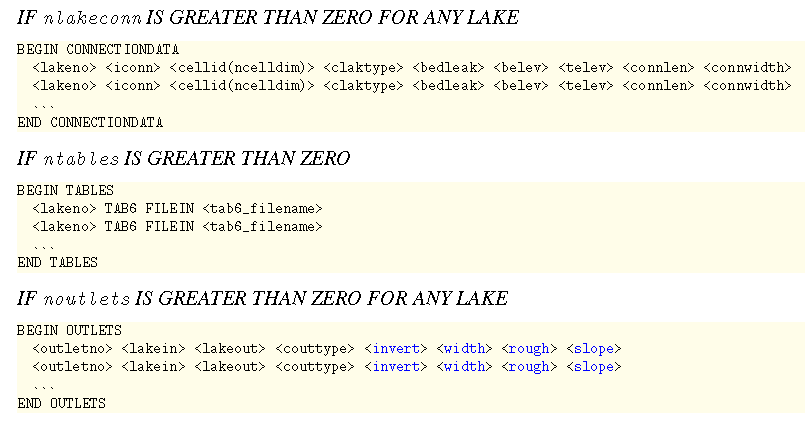 IF nlakeconn IS GREATER THAN ZERO FOR ANY LAKE
BEGIN CONNECTIONDATA
<lakeno> <iconn> <cellid(ncelldim)> <claktype> <bedleak> <belev> <telev> <connlen> <connwidth>
<lakeno> <iconn> <cellid(ncelldim)> <claktype> <bedleak> <belev> <telev> <connlen> <connwidth>
...
END CONNECTIONDATA
IF ntables IS GREATER THAN ZERO
BEGIN TABLES
<lakeno> TAB6 FILEIN <tab6_filename>
<lakeno> TAB6 FILEIN <tab6_filename>
...
END TABLES
IF noutlets IS GREATER THAN ZERO FOR ANY LAKE
BEGIN OUTLETS
<outletno> <lakein> <lakeout> <couttype> <invert> <width> <rough> <slope>
<outletno> <lakein> <lakeout> <couttype> <invert> <width> <rough> <slope>
...
END OUTLETS